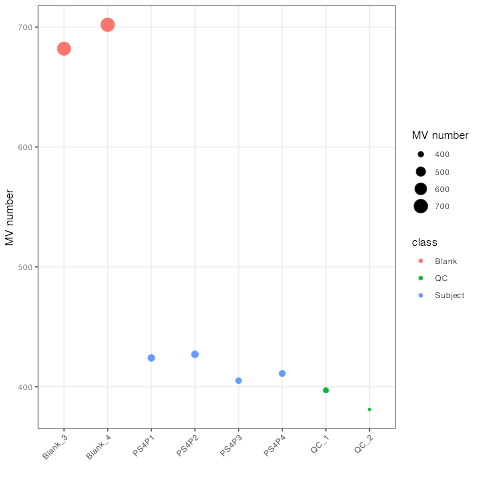 700
600
500
400
MV number
Blank_3
Blank_4
PS4P1
PS4P2
PS4P3
PS4P4
QC_1
QC_2
MV number
400
500
600
700
class
Blank
QC
Subject